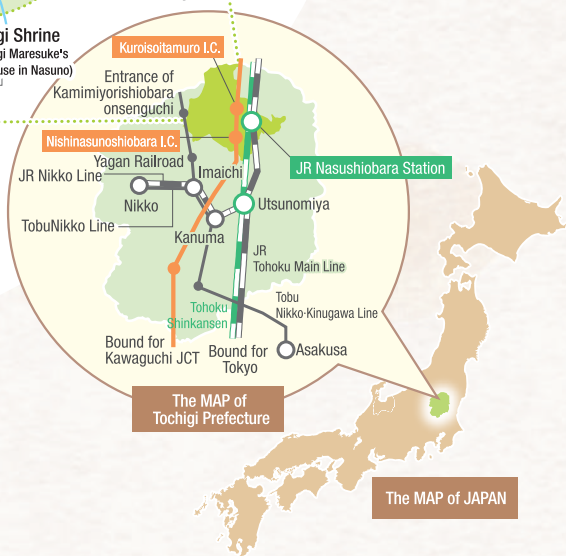 gi Shrine
gi Maresuke's
use in Nasuno)
Kuroisoitamuro I.C.
Entrance of
Kamimiyorishiobara
onsenguchi
Nishinasunoshiobara I.C.
Yagan Railroad
JR Nikko Line
Imaichi
JR Nasushiobara Station
Nikko
Utsunomiya
TobuNikko Line
Kanuma
JR
Tohoku Main Line
Tohoku
Shinkansen
Tobu
Nikko·Kinugawa Line
Bound for
Kawaguchi JCT
Bound for
Tokyo
Asakusa
The MAP of
Tochigi Prefecture
The MAP of JAPAN